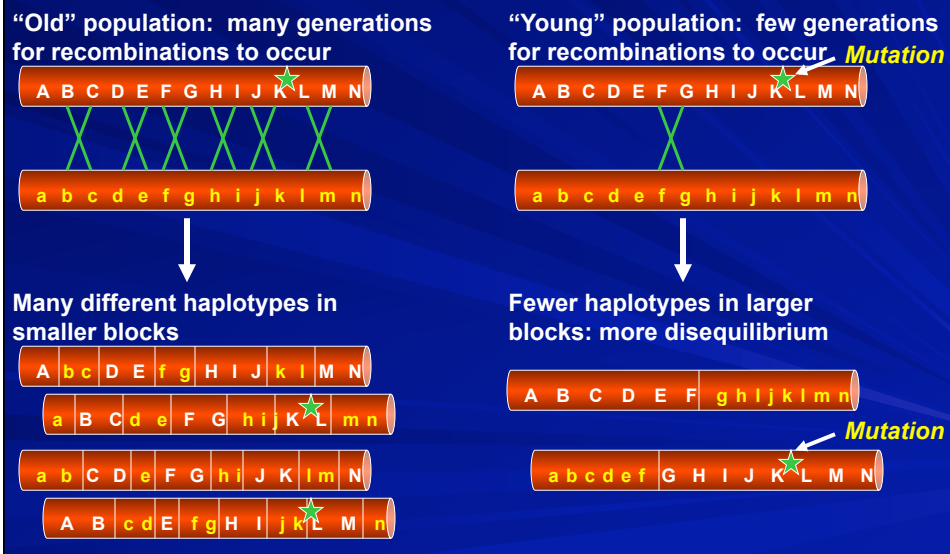 “Old” population: many generations
for recombinations to occur
A B C D E F G H I J K L M N
a b c d e f g h i j k l m n
Many different haplotypes in
smaller blocks
A b c D E f g H I J k l M N
a B C d e F G h i j K L m n
a b C D e F G h i J K l m N
A B c d E f g H I j k L M n
“Young” population: few generations
for recombinations to occur
Mutation
A B C D E F G H I J K L M N
a b c d e f g h i j k l m n
Fewer haplotypes in larger
blocks: more disequilibrium
A B C D E F g h I j k l m n
Mutation
a b c d e f G H I J K L M N